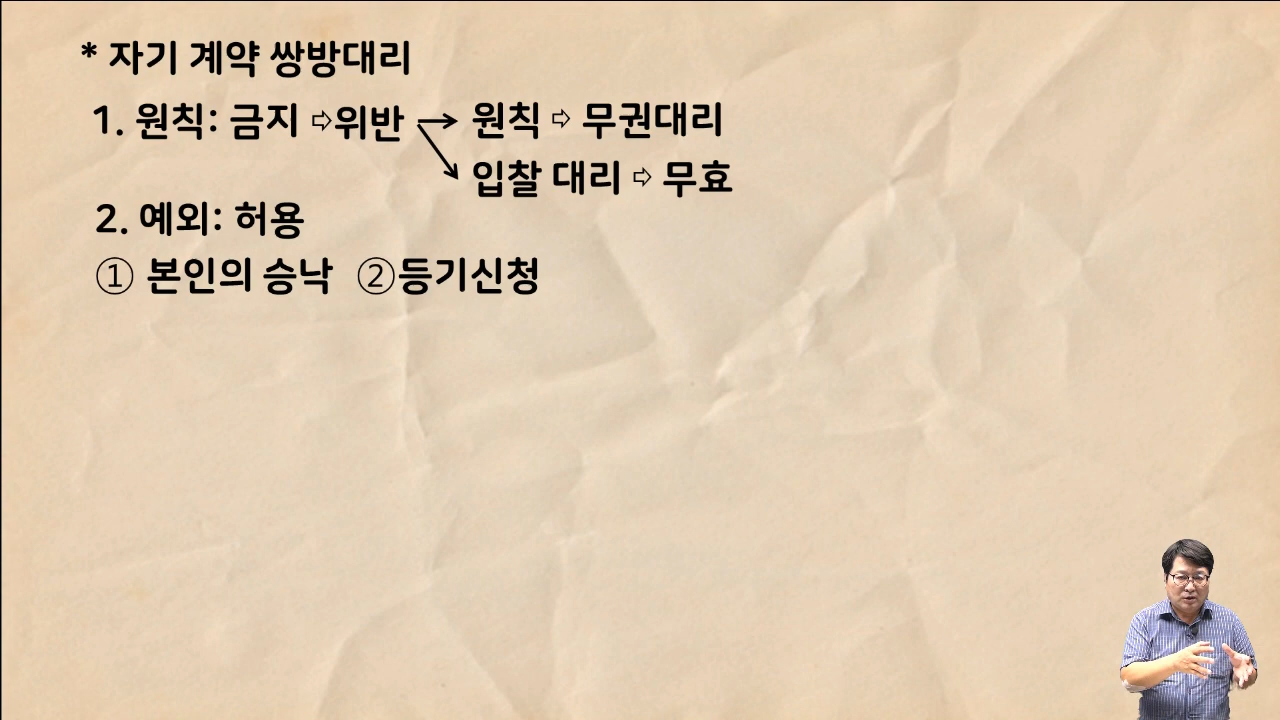 * 자기 계약 쌍방대리
1. 원칙: 금지 ⇨위반 → 원칙 ⇨ 무권대리
↘ 입찰 대리 ⇨ 무효
2. 예외: 허용
① 본인의 승낙 ②등기신청